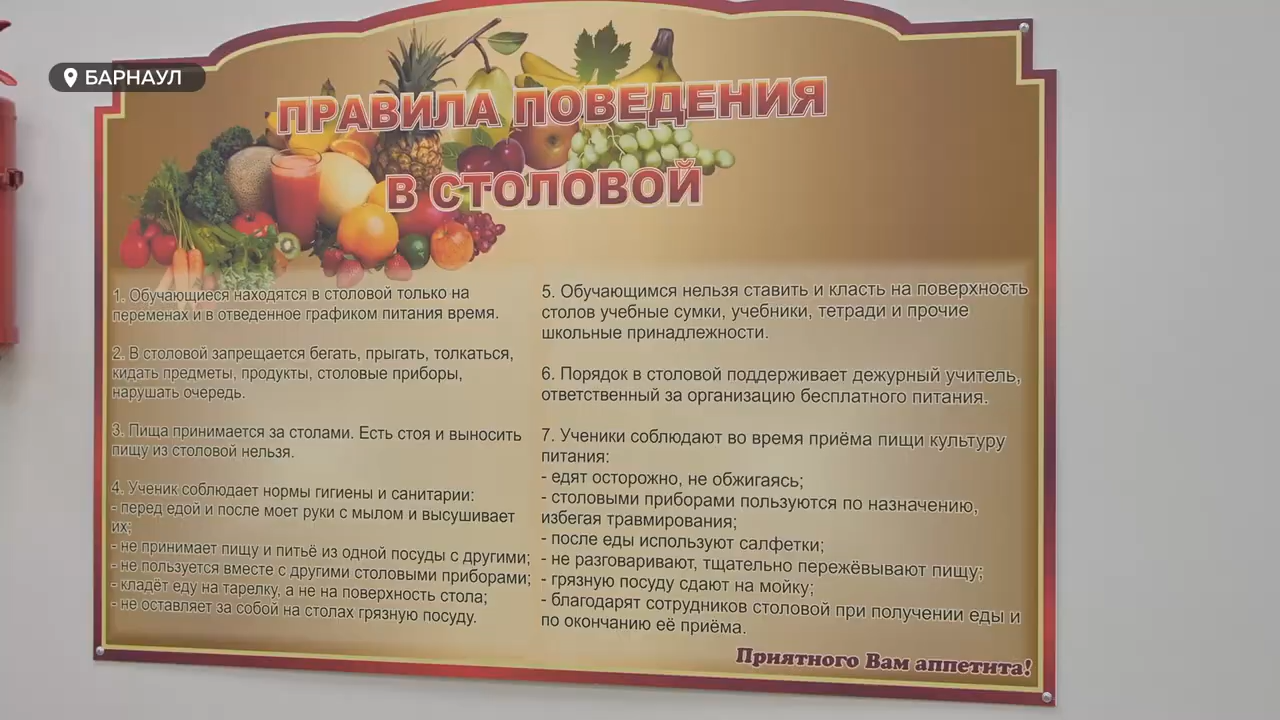 БАРНАУЛ
ПРАВИЛА ПОВЕДЕНИЯ
В СТОЛОВОЙ
1. Обучающиеся находятся в столовой только на
переменах и в отведенное графиком питания время.
2. В столовой запрещается бегать, прыгать, толкаться,
кидать предметы, продукты, столовые приборы,
нарушать очередь.
3. Пища принимается за столами. Есть стоя и выносить
пищу из столовой нельзя.
4. Ученик соблюдает нормы гигиены и санитарии:
- перед едой и после моет руки с мылом и высушивает
их;
- не принимает пищу и питьё из одной посуды с другими;
- не пользуется вместе с другими столовыми приборами;
- кладёт еду на тарелку, а не на поверхность стола;
- не оставляет за собой на столах грязную посуду.
5. Обучающимся нельзя ставить и класть на поверхность
столов учебные сумки, учебники, тетради и прочие
школьные принадлежности.
6. Порядок в столовой поддерживает дежурный учитель,
ответственный за организацию бесплатного питания.
7. Ученики соблюдают во время приёма пищи культуру
питания:
- едят осторожно, не обжигаясь;
- столовыми приборами пользуются по назначению,
избегая травмирования;
- после еды используют салфетки;
- не разговаривают, тщательно пережёвывают пищу;
- грязную посуду сдают на мойку;
- благодарят сотрудников столовой при получении еды и
по окончанию её приёма.
Приятного Вам аппетита!